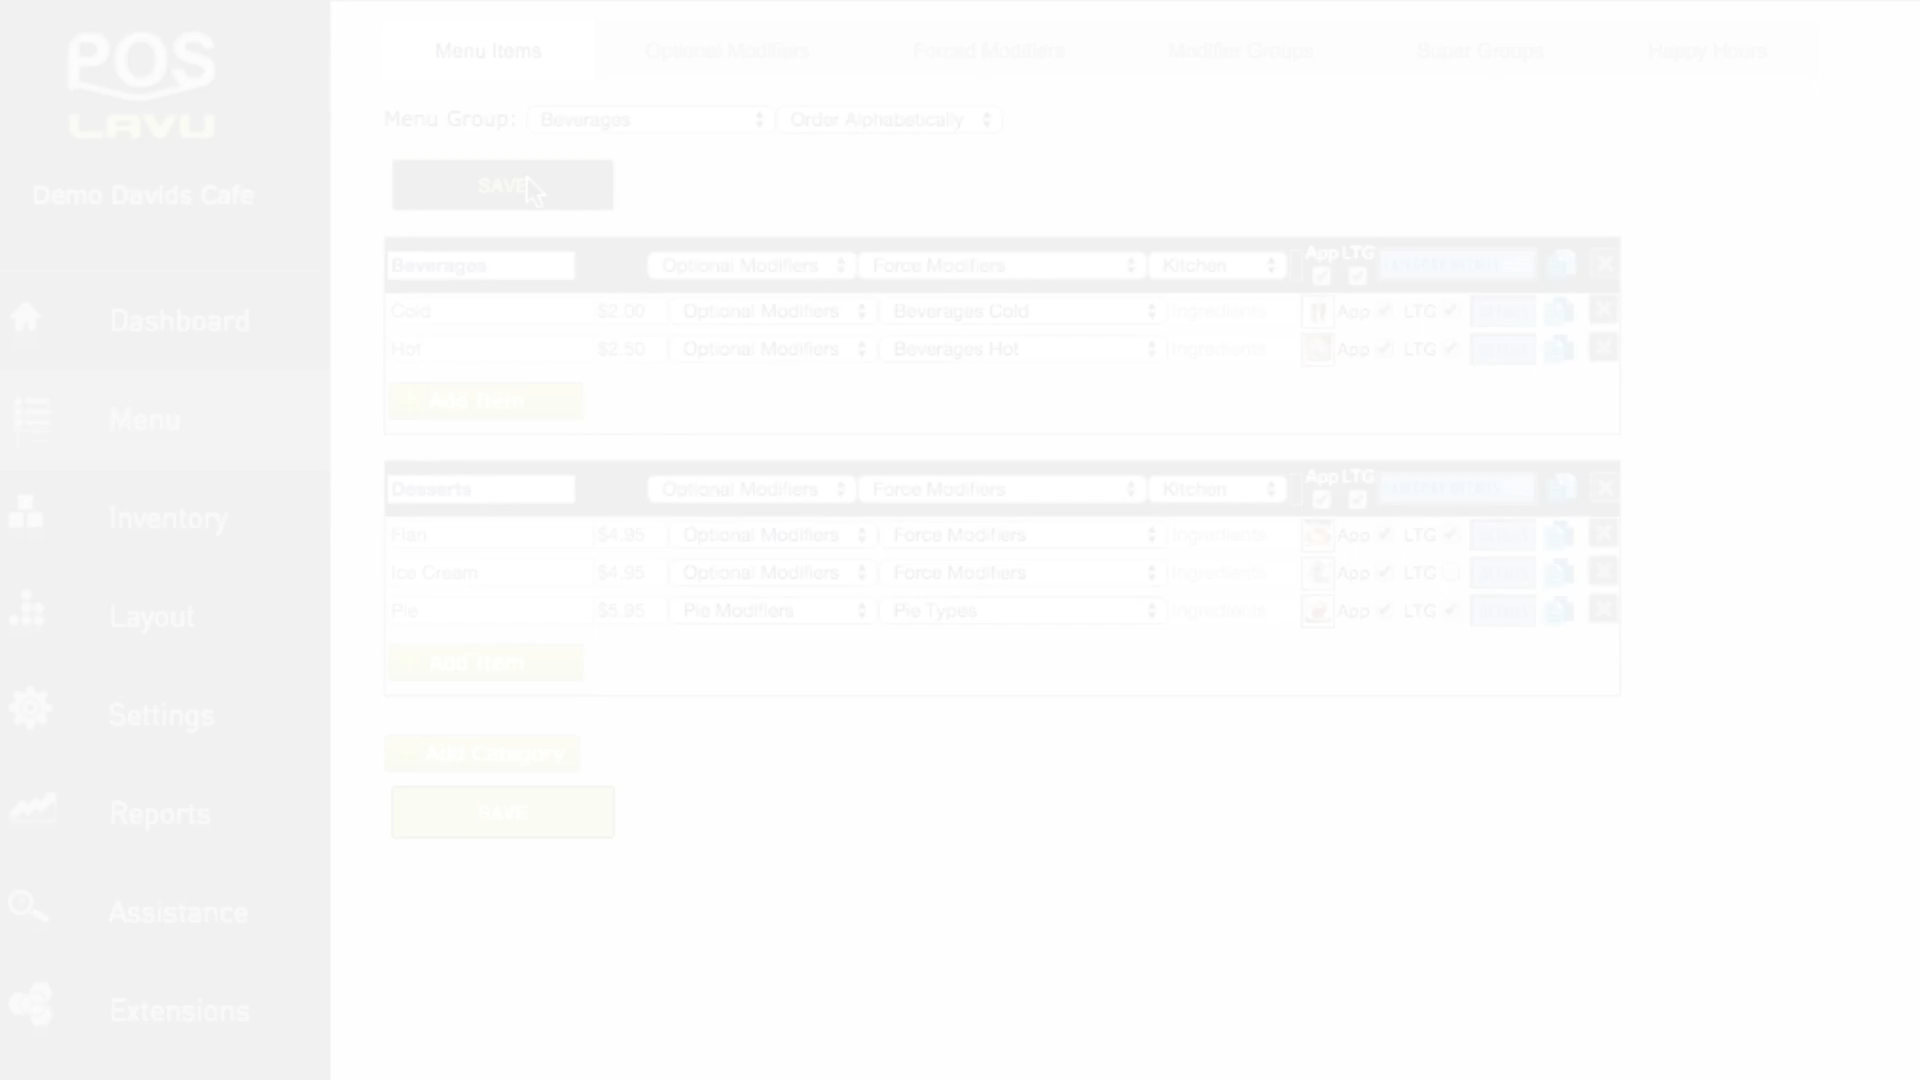 POS
LAVU
Demo Davids Cafe
Dashboard
Menu
Inventory
Layout
Settings
Reports
Assistance
Extensions
Menu Items Optional Modifiers Forced Modifiers Modifier Groups Super Groups Happy Hours
Menu Group: Beverages Order Alphabetically
SAVE
Beverages Optional Modifiers Force Modifiers Kitchen App LTG
Cold $2.00 Optional Modifiers Beverages Cold Ingredients App LTG
Hot $2.50 Optional Modifiers Beverages Hot Ingredients App LTG
+ Add Item
Desserts Optional Modifiers Force Modifiers Kitchen App LTG
Flan $4.95 Optional Modifiers Force Modifiers Ingredients App LTG
Ice Cream $4.95 Optional Modifiers Force Modifiers Ingredients App LTG
Pie $5.95 Pie Modifiers Pie Types Ingredients App LTG
+ Add Item
+ Add Category
SAVE